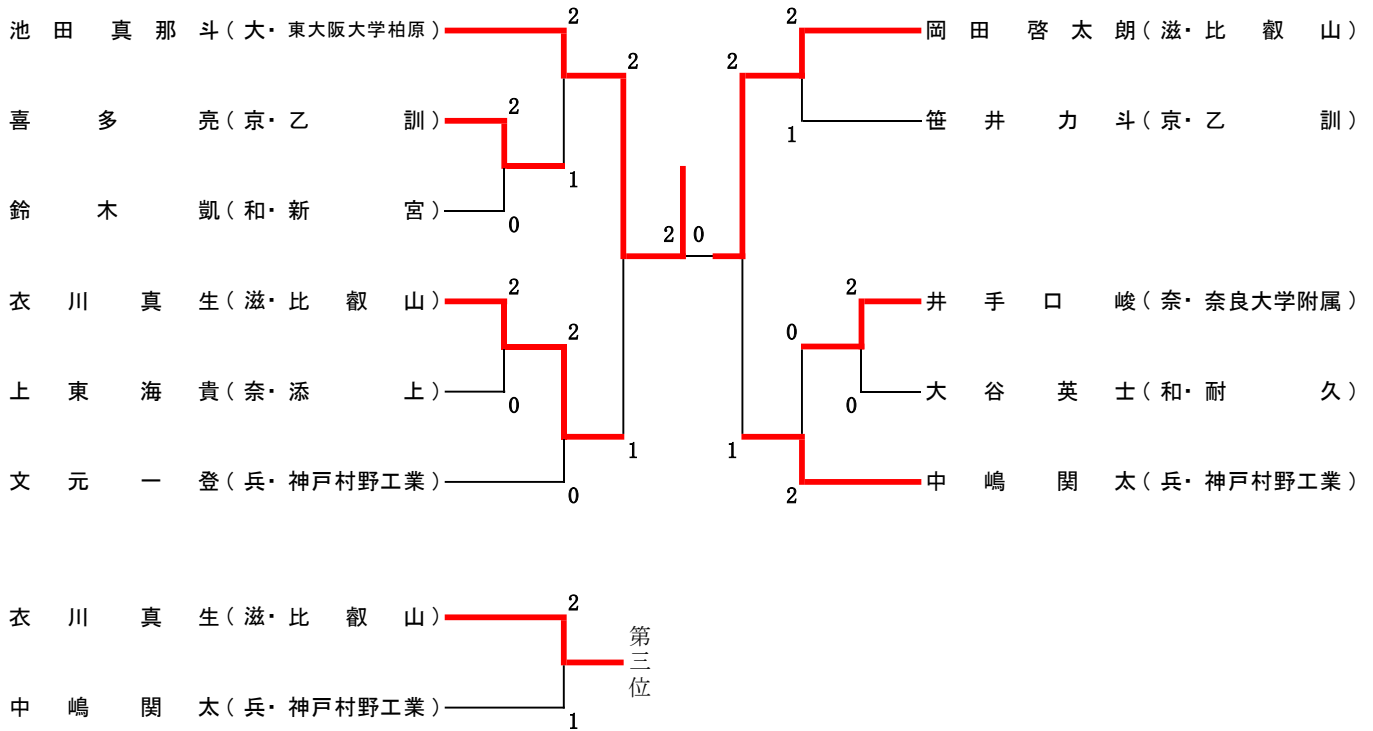 池田真那斗(大・東大阪大学柏原)
2
2
岡田啓太朗(滋・比叡山)
2
2
喜多亮(京・乙訓)
2
1
笹井力斗(京・乙訓)
1
鈴木凱(和・新宮)
0
2 0
衣川真生(滋・比叡山)
2
2
井手口峻(奈・奈良大学附属)
2
0
上東海貴(奈・添上)
0
0
大谷英士(和・耐久)
1
1
文元一登(兵・神戸村野工業)
0
2
中嶋関太(兵・神戸村野工業)
衣川真生(滋・比叡山)
2
第三位
中嶋関太(兵・神戸村野工業)
1